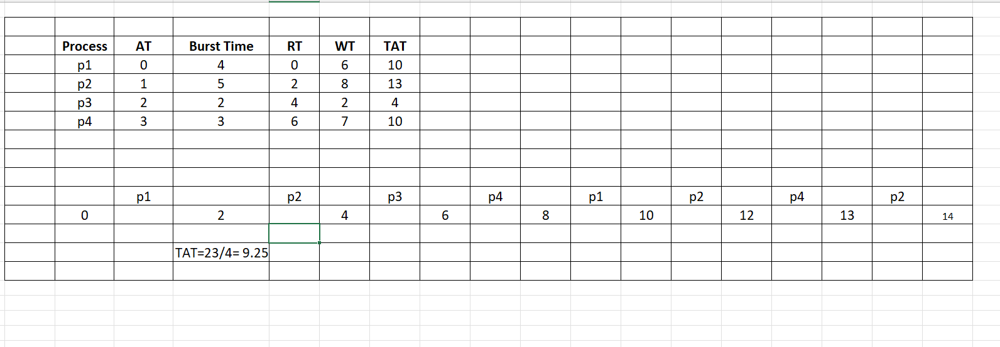 Process AT Burst Time RT WT TAT
p1 0 4 0 6 10
p2 1 5 2 8 13
p3 2 2 4 2 4
p4 3 3 6 7 10
p1 p2 p3 p4 p1 p2 p4 p2
0 2 4 6 8 10 12 13 14
TAT=23/4= 9.25